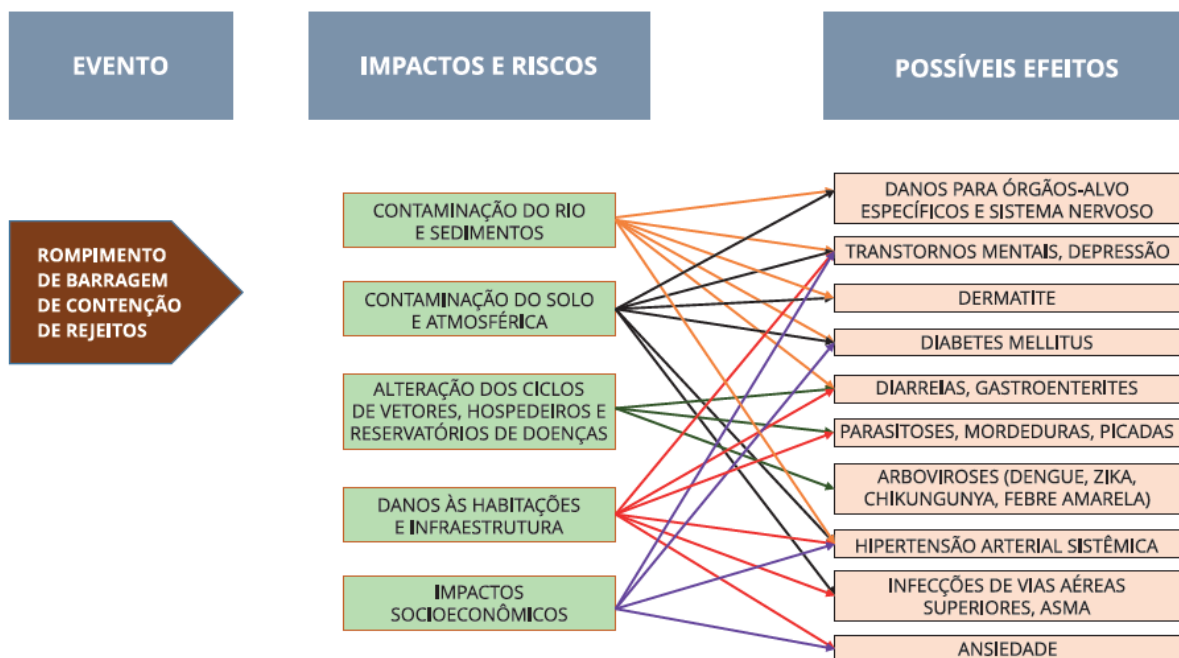 EVENTO
IMPACTOS E RISCOS
POSSÍVEIS EFEITOS
ROMPIMENTO
DE BARRAGEM
DE CONTENÇÃO
DE REJEITOS
CONTAMINAÇÃO DO RIO
E SEDIMENTOS
CONTAMINAÇÃO DO SOLO
E ATMOSFÉRICA
ALTERAÇÃO DOS CICLOS
DE VETORES, HOSPEDEIROS E
RESERVATÓRIOS DE DOENÇAS
DANOS ÀS HABITAÇÕES
E INFRAESTRUTURA
IMPACTOS
SOCIOECONÔMICOS
DANOS PARA ÓRGÃOS-ALVO
ESPECÍFICOS E SISTEMA NERVOSO
TRANSTORNOS MENTAIS, DEPRESSÃO
DERMATITE
DIABETES MELLITUS
DIARREIAS, GASTROENTERITES
PARASITOSES, MORDEDURAS, PICADAS
ARBOVIROSES (DENGUE, ZIKA,
CHIKUNGUNYA, FEBRE AMARELA)
HIPERTENSÃO ARTERIAL SISTÊMICA
INFECÇÕES DE VIAS AÉREAS
SUPERIORES, ASMA
ANSIEDADE